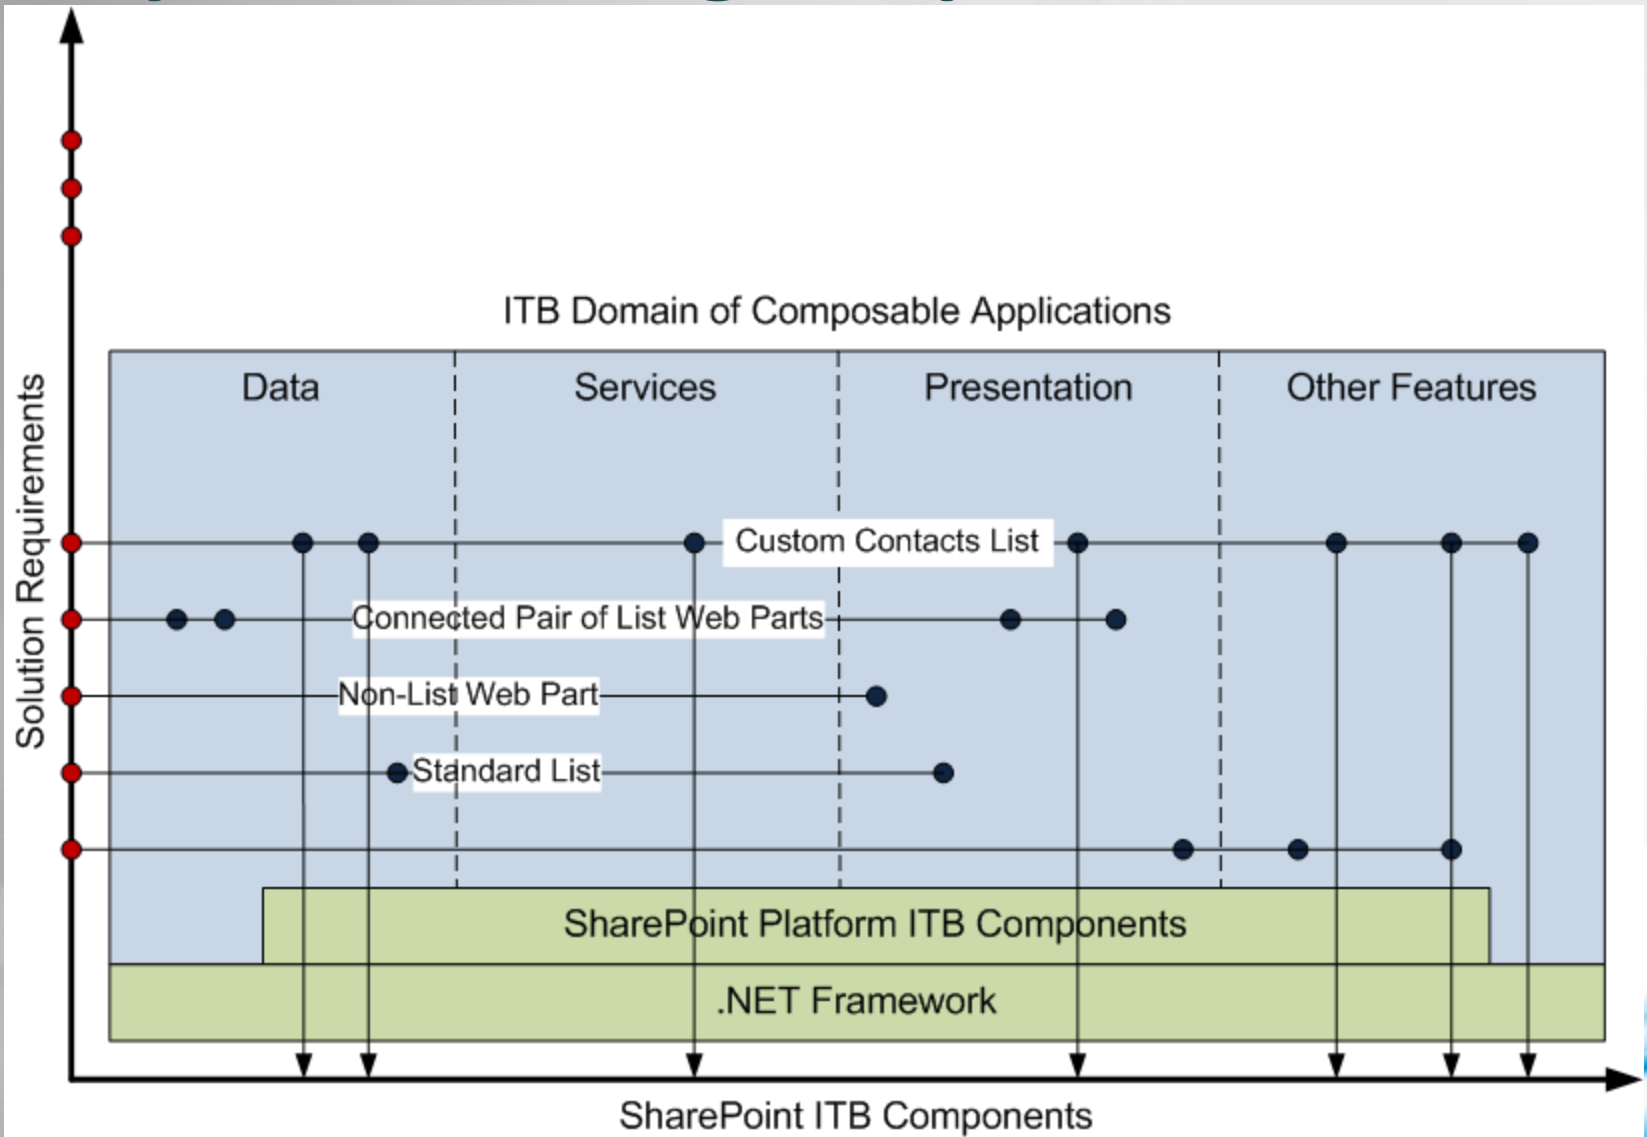 ITB Domain of Composable Applications
Data
Services
Presentation
Other Features
Solution Requirements
Custom Contacts List
Connected Pair of List Web Parts
Non-List Web Part
Standard List
SharePoint Platform ITB Components
.NET Framework
SharePoint ITB Components